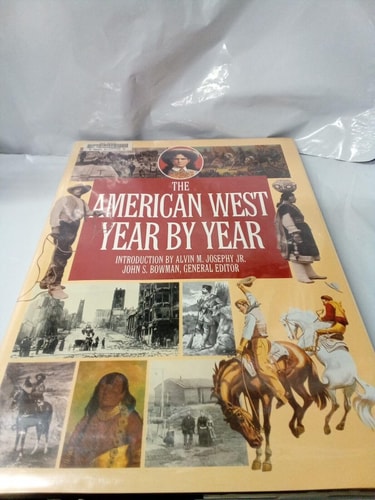 THE
AMERICAN WEST
YEAR BY YEAR
INTRODUCTION BY ALVIN M. JOSEPHY JR.
JOHN S. BOWMAN, GENERAL EDITOR